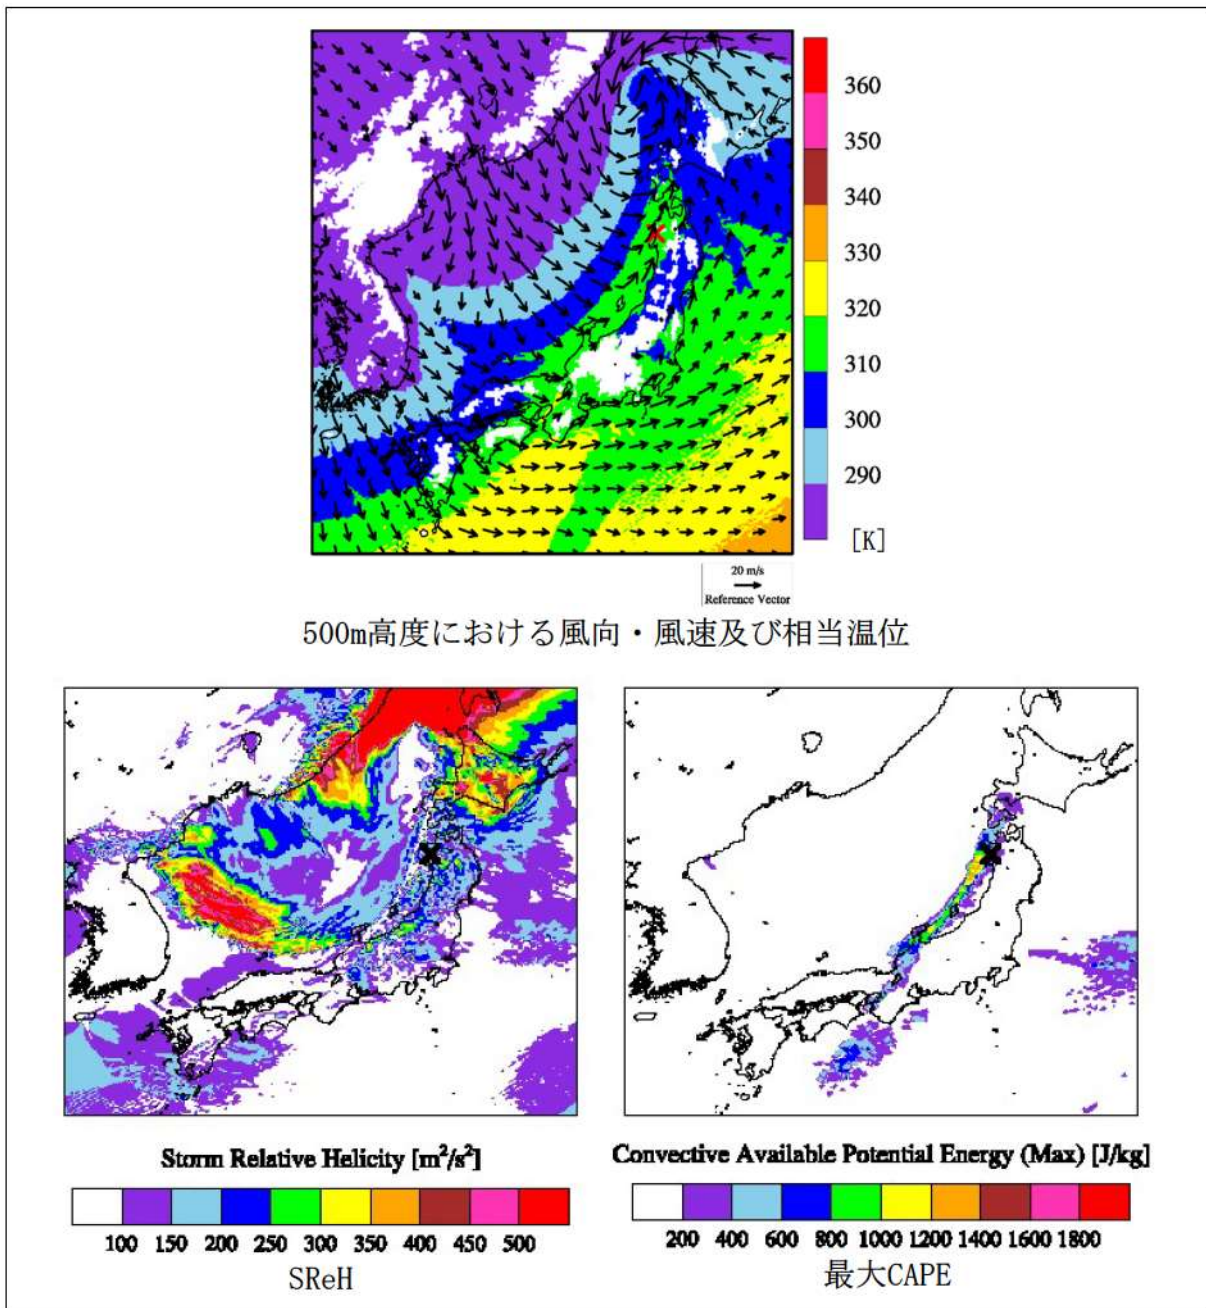 360
350
340
330
320
310
300
290
[K]
20 m/s
Reference Vector
500m高度における風向・風速及び相当温位
Storm Relative Helicity [m²/s²]
100 150 200 250 300 350 400 450 500
SReH
Convective Available Potential Energy (Max) [J/kg]
200 400 600 800 1000 1200 1400 1600 1800
最大CAPE